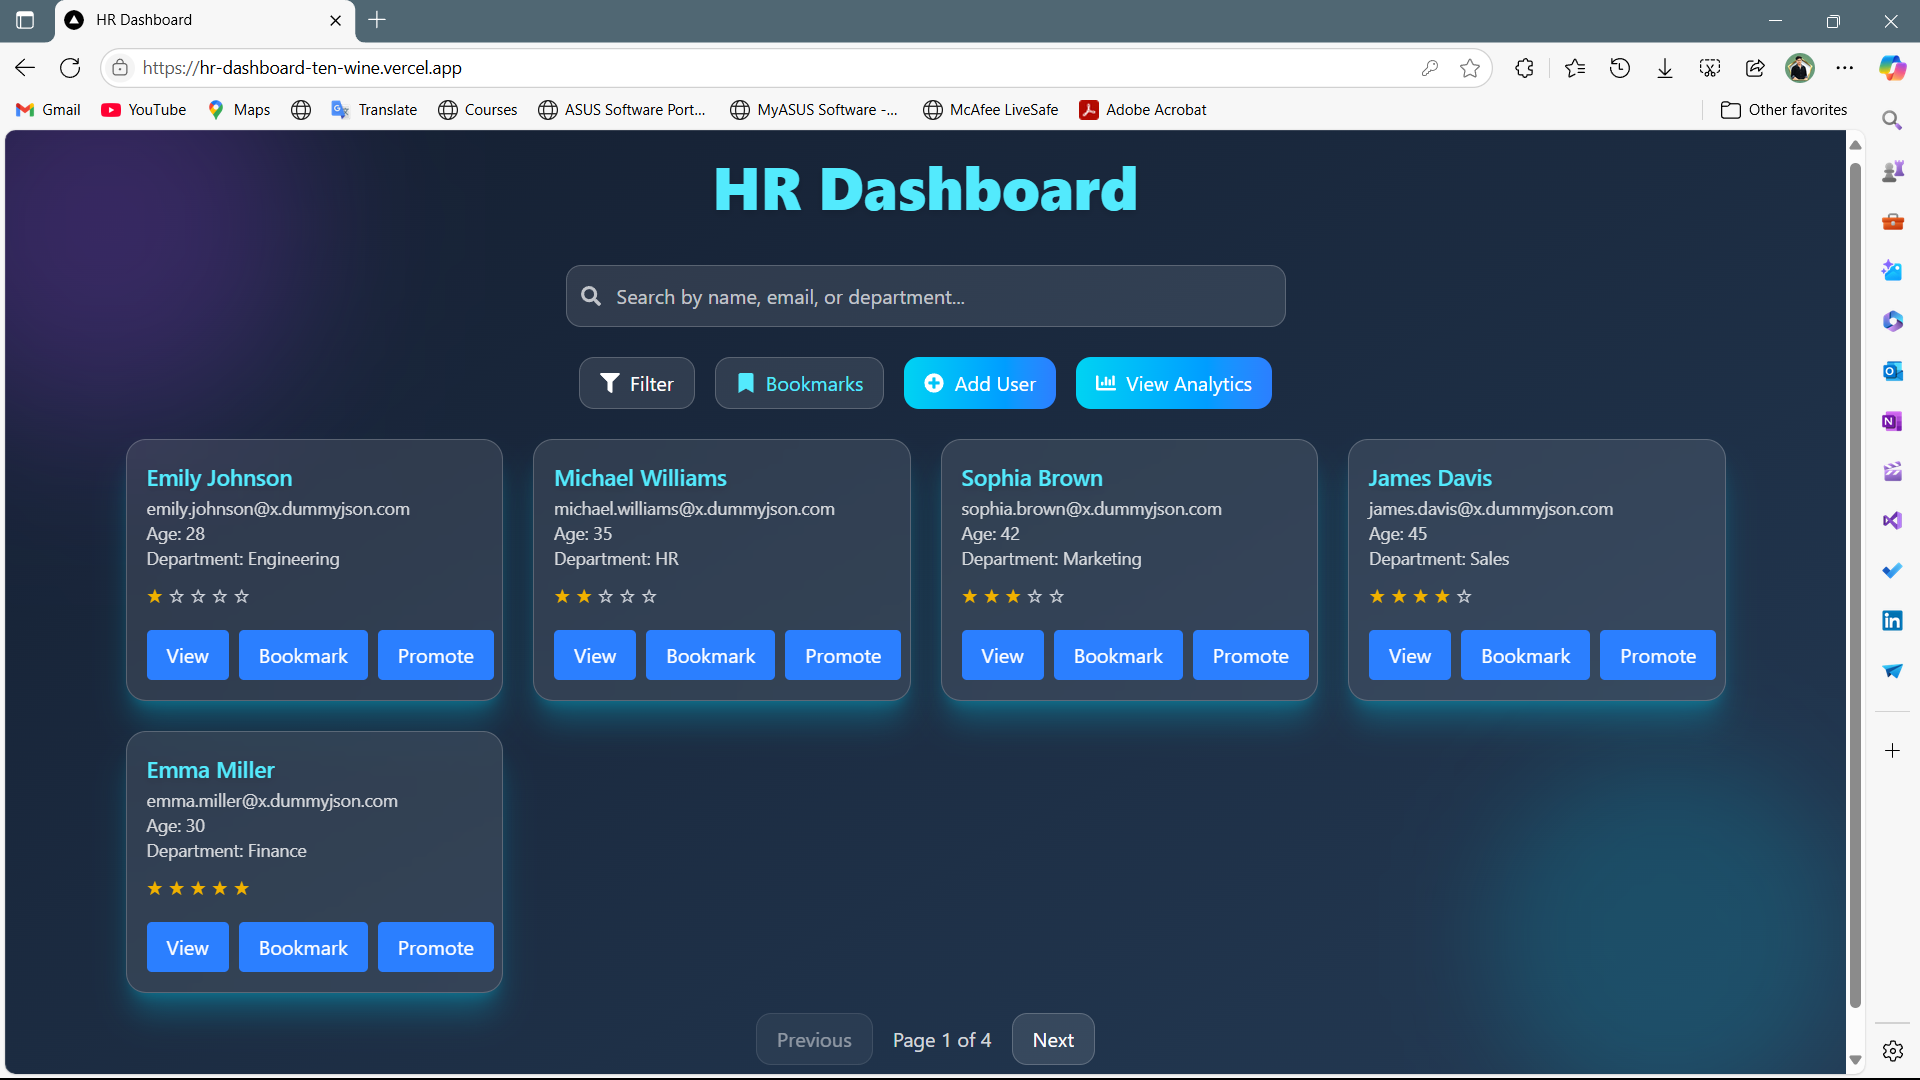 HR Dashboard
https://hr-dashboard-ten-wine.vercel.app
Gmail YouTube Maps Translate Courses ASUS Software Port... MyASUS Software -... McAfee LiveSafe Adobe Acrobat Other favorites
HR Dashboard
Search by name, email, or department...
Filter Bookmarks Add User View Analytics
Emily Johnson
emily.johnson@x.dummyjson.com
Age: 28
Department: Engineering
View Bookmark Promote
Michael Williams
michael.williams@x.dummyjson.com
Age: 35
Department: HR
View Bookmark Promote
Sophia Brown
sophia.brown@x.dummyjson.com
Age: 42
Department: Marketing
View Bookmark Promote
James Davis
james.davis@x.dummyjson.com
Age: 45
Department: Sales
View Bookmark Promote
Emma Miller
emma.miller@x.dummyjson.com
Age: 30
Department: Finance
View Bookmark Promote
Previous Page 1 of 4 Next